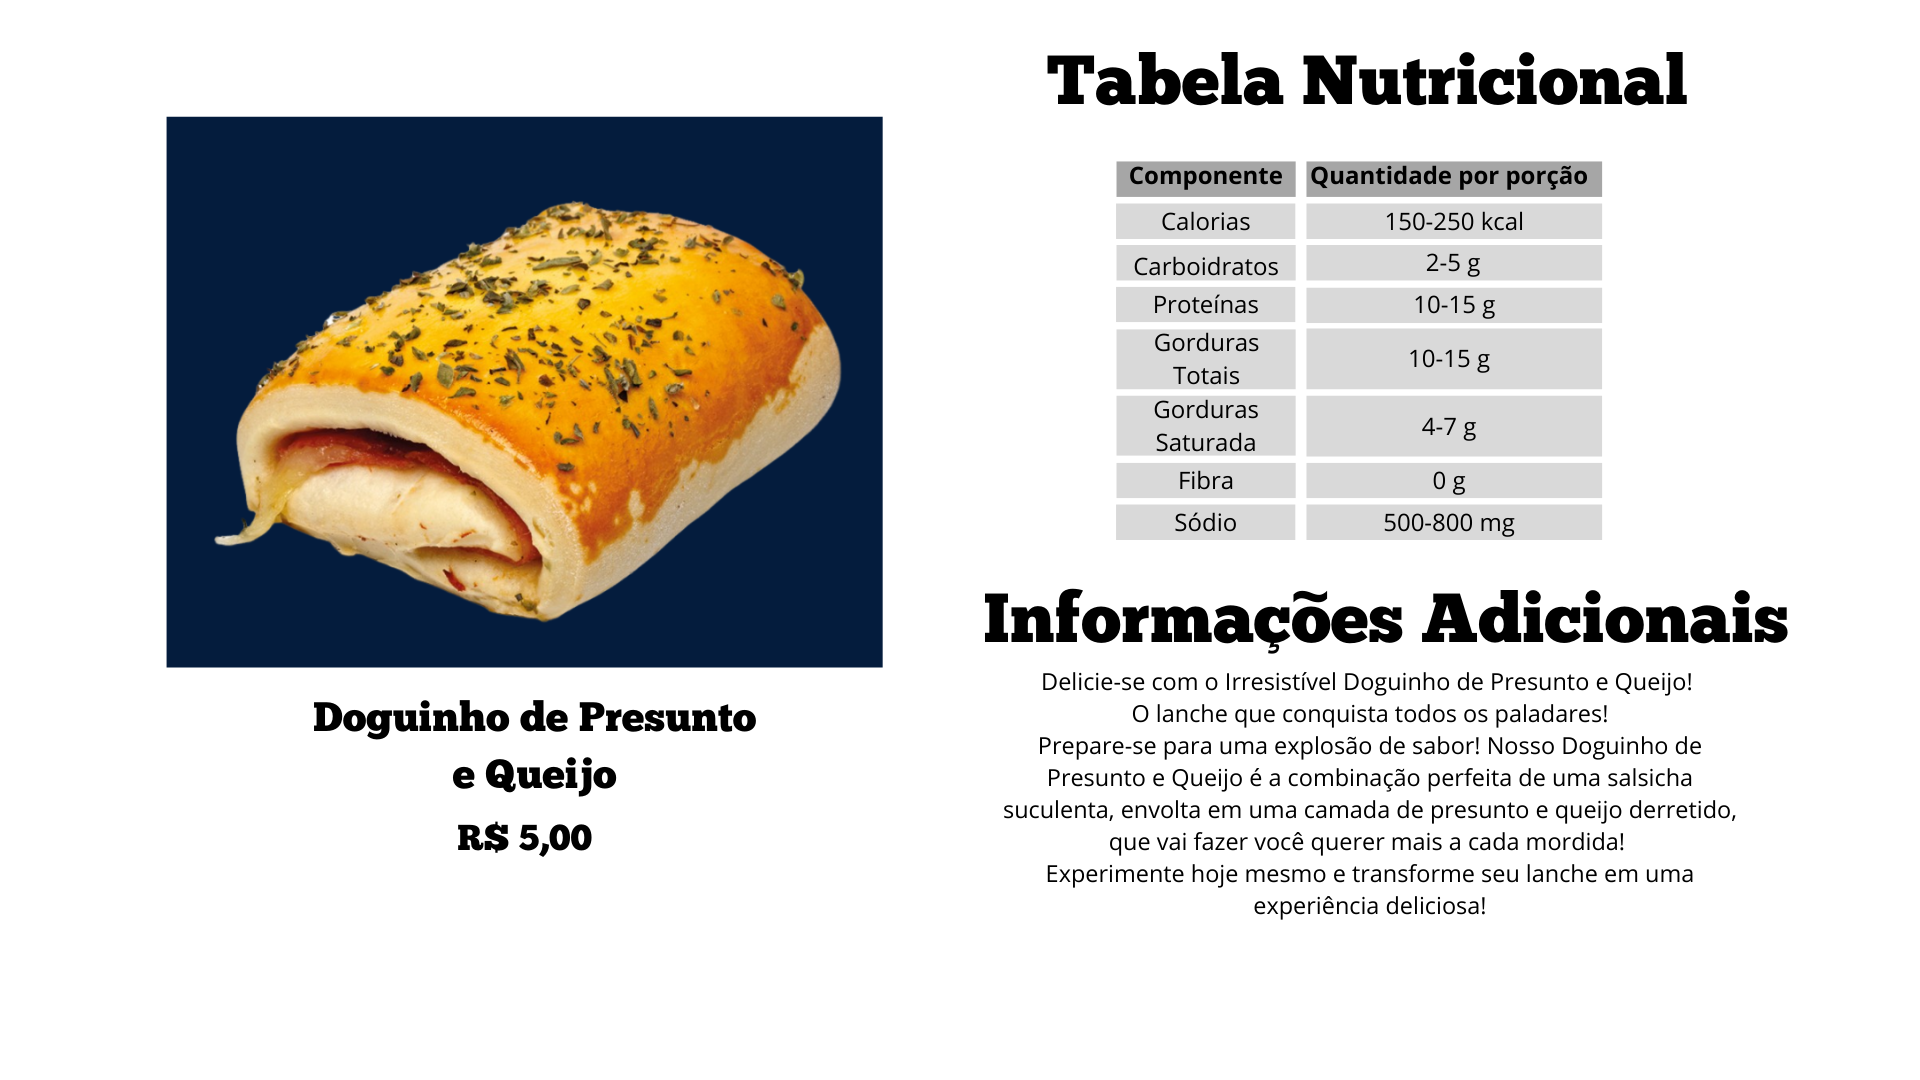 Tabela Nutricional
Componente Quantidade por porção
Calorias 150-250 kcal
Carboidratos 2-5 g
Proteínas 10-15 g
Gorduras
Totais 10-15 g
Gorduras
Saturada 4-7 g
Fibra 0 g
Sódio 500-800 mg
Doguinho de Presunto
e Queijo
R$ 5,00
Informações Adicionais
Delicie-se com o Irresistível Doguinho de Presunto e Queijo!
O lanche que conquista todos os paladares!
Prepare-se para uma explosão de sabor! Nosso Doguinho de
Presunto e Queijo é a combinação perfeita de uma salsicha
suculenta, envolta em uma camada de presunto e queijo derretido,
que vai fazer você querer mais a cada mordida!
Experimente hoje mesmo e transforme seu lanche em uma
experiência deliciosa!